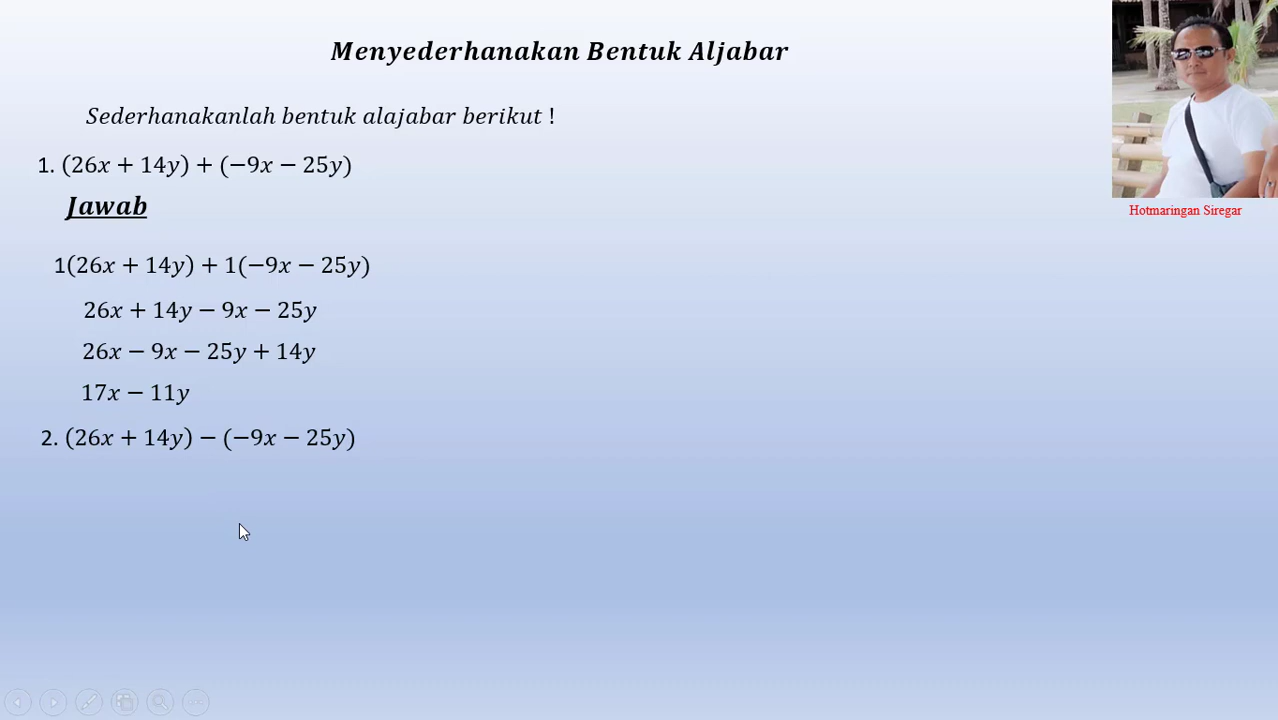 Menyederhanakan Bentuk Aljabar
Sederhanakanlah bentuk alajabar berikut !
1. (26x + 14y) + (−9x − 25y)
Jawab
Hotmaringan Siregar
1(26x + 14y) + 1(−9x − 25y)
26x + 14y − 9x − 25y
26x − 9x − 25y + 14y
17x − 11y
2. (26x + 14y) − (−9x − 25y)